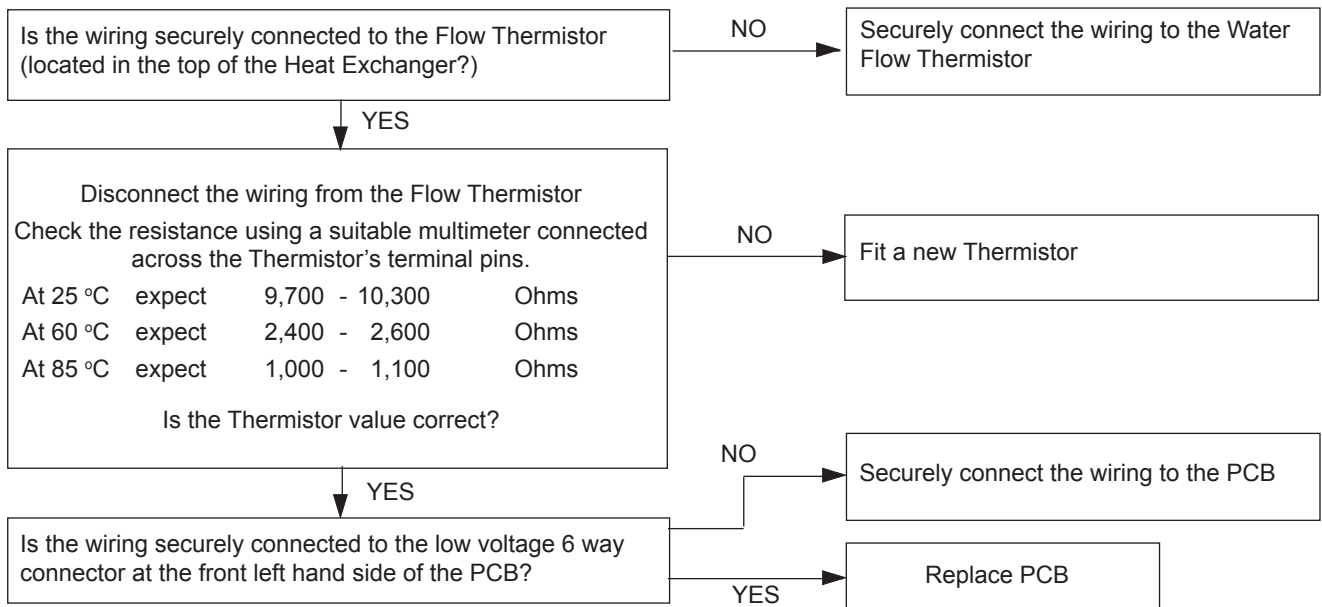 Is the wiring securely connected to the Flow Thermistor
(located in the top of the Heat Exchanger?)
NO
Securely connect the wiring to the Water
Flow Thermistor
YES
Disconnect the wiring from the Flow Thermistor
Check the resistance using a suitable multimeter connected
across the Thermistor’s terminal pins.
At 25 °C expect 9,700 - 10,300 Ohms
At 60 °C expect 2,400 - 2,600 Ohms
At 85 °C expect 1,000 - 1,100 Ohms
Is the Thermistor value correct?
NO
Fit a new Thermistor
YES
Is the wiring securely connected to the low voltage 6 way
connector at the front left hand side of the PCB?
NO
Securely connect the wiring to the PCB
YES
Replace PCB